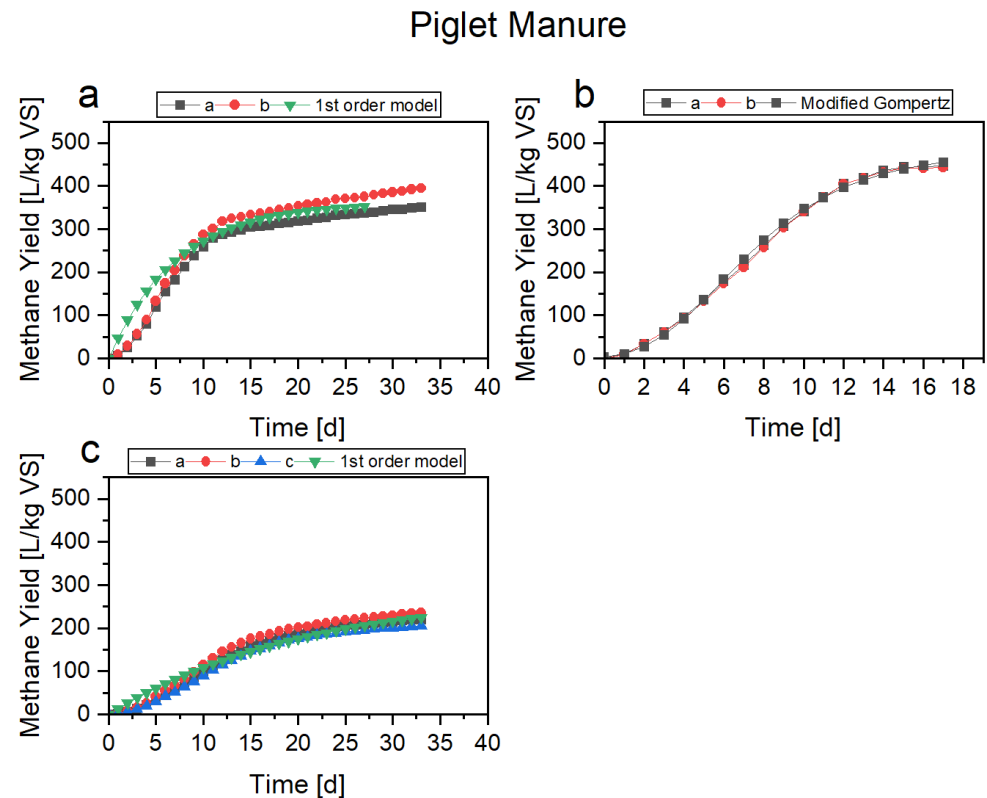 Piglet Manure
a
a b 1st order model
Methane Yield [L/kg VS]
500
400
300
200
100
0
0 5 10 15 20 25 30 35 40
Time [d]
b
a b Modified Gompertz
Methane Yield [L/kg VS]
500
400
300
200
100
0
0 2 4 6 8 10 12 14 16 18
Time [d]
c
a b c 1st order model
Methane Yield [L/kg VS]
500
400
300
200
100
0
0 5 10 15 20 25 30 35 40
Time [d]